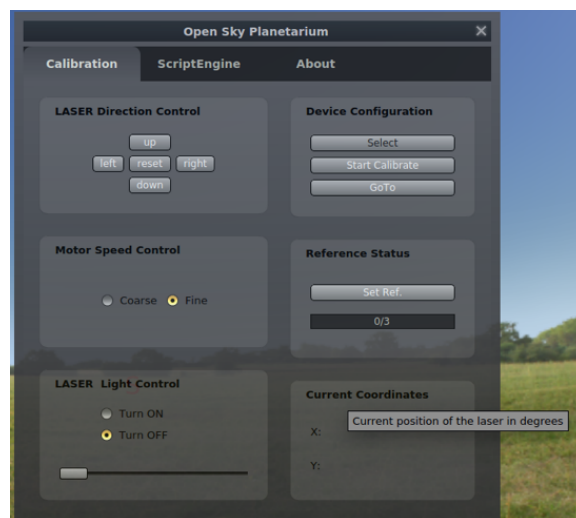 Open Sky Planetarium
Calibration ScriptEngine About
LASER Direction Control
up
left reset right
down
Device Configuration
Select
Start Calibrate
GoTo
Motor Speed Control
Coarse Fine
Reference Status
Set Ref.
0/3
LASER Light Control
Turn ON
Turn OFF
Current Coordinates
Current position of the laser in degrees
X:
Y: